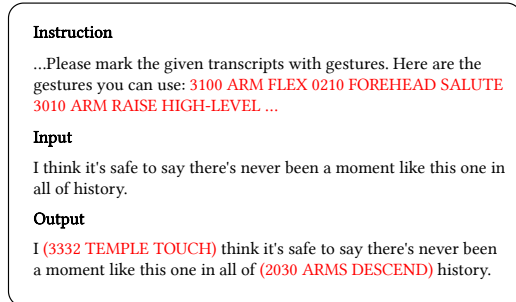 Instruction
...Please mark the given transcripts with gestures. Here are the
gestures you can use: 3100 ARM FLEX 0210 FOREHEAD SALUTE
3010 ARM RAISE HIGH-LEVEL ...
Input
I think it's safe to say there's never been a moment like this one in
all of history.
Output
I (3332 TEMPLE TOUCH) think it's safe to say there's never been
a moment like this one in all of (2030 ARMS DESCEND) history.